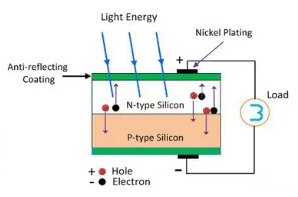 Light Energy
Nickel Plating
+
Anti-reflecting
Coating
Load
N-type Silicon
P-type Silicon
+ Hole
- Electron
-